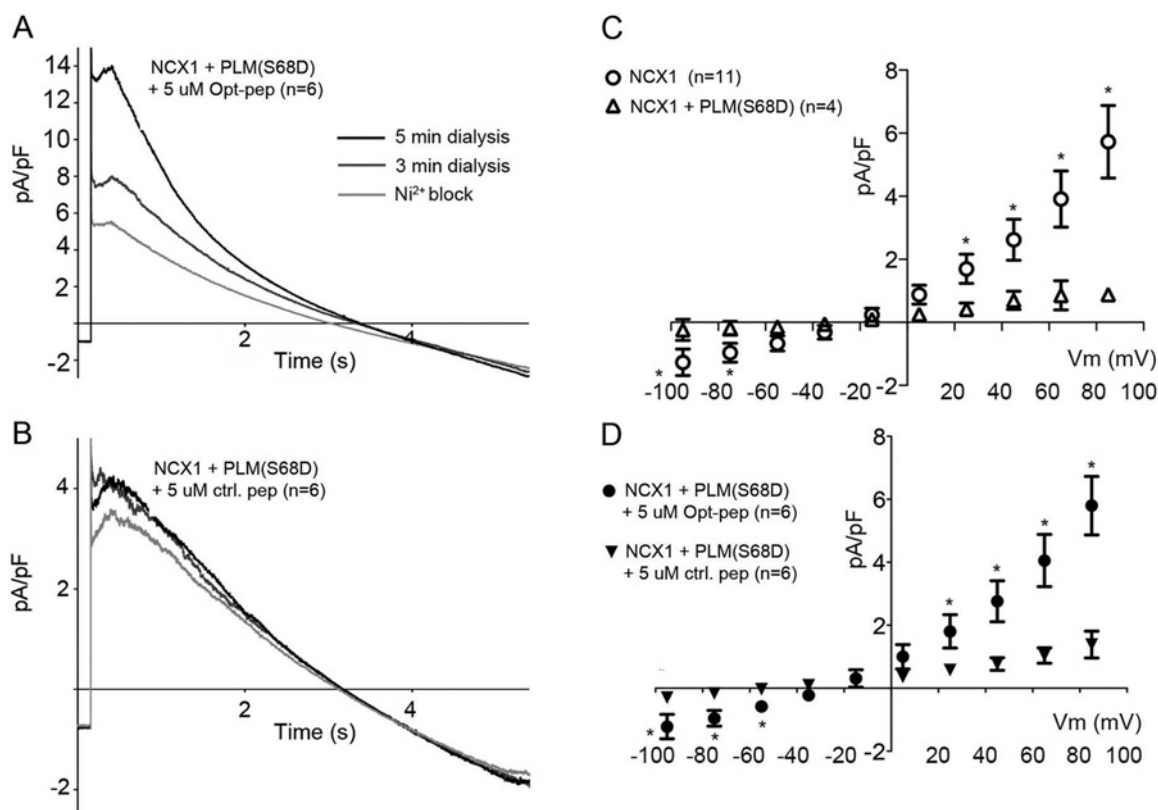 A
14
12
10
8
6
4
2
-2
pA/pF
NCX1 + PLM(S68D)
+ 5 uM Opt-pep (n=6)
5 min dialysis
3 min dialysis
Ni²⁺ block
2
4
Time (s)
B
4
2
-2
pA/pF
NCX1 + PLM(S68D)
+ 5 uM ctrl. pep (n=6)
2
4
Time (s)
C
NCX1 (n=11)
NCX1 + PLM(S68D) (n=4)
pA/pF
8
6
4
2
-2
*
*
*
*
*
*
Vm (mV)
-100 -80 -60 -40 -20 20 40 60 80 100
D
NCX1 + PLM(S68D)
+ 5 uM Opt-pep (n=6)
NCX1 + PLM(S68D)
+ 5 uM ctrl. pep (n=6)
pA/pF
8
6
4
2
-2
*
*
*
*
*
*
*
Vm (mV)
-100 -80 -60 -40 -20 20 40 60 80 100